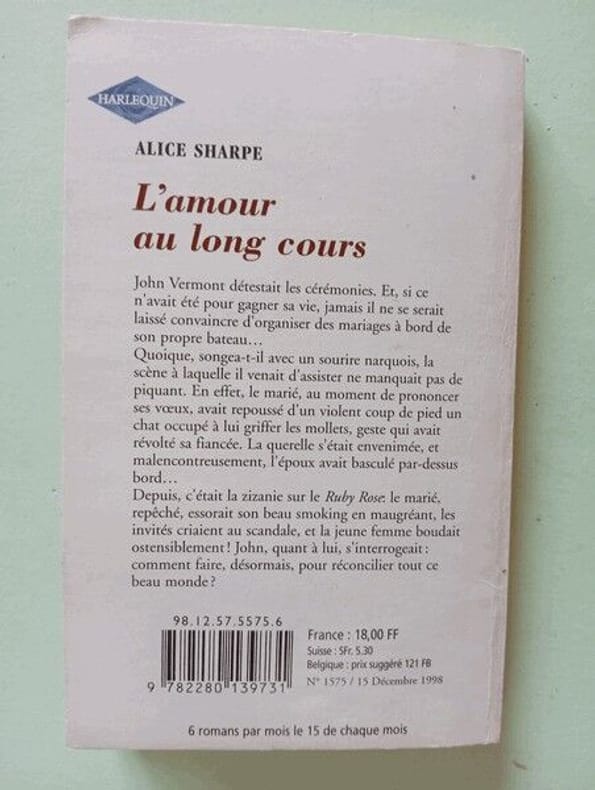 HARLEQUIN
ALICE SHARPE
L'amour
au long cours
John Vermont détestait les cérémonies. Et, si ce
n'avait été pour gagner sa vie, jamais il ne se serait
laissé convaincre d'organiser des mariages à bord de
son propre bateau…
Quoique, songea-t-il avec un sourire narquois, la
scène à laquelle il venait d'assister ne manquait pas de
piquant. En effet, le marié, au moment de prononcer
ses vœux, avait repoussé d'un violent coup de pied un
chat occupé à lui griffer les mollets, geste qui avait
révolté sa fiancée. La querelle s'était envenimée, et
malencontreusement, l'époux avait basculé par-dessus
bord…
Depuis, c'était la zizanie sur le Ruby Rose: le marié,
repêché, essorait son beau smoking en maugréant, les
invités criaient au scandale, et la jeune femme boudait
ostensiblement ! John, quant à lui, s'interrogeait :
comment faire, désormais, pour réconcilier tout ce
beau monde ?
98.12.57.5575.6
France : 18,00 FF
Suisse : SFr. 5.30
Belgique : prix suggéré 121 FB
N° 1575 / 15 Décembre 1998
9 782280 139731
6 romans par mois le 15 de chaque mois